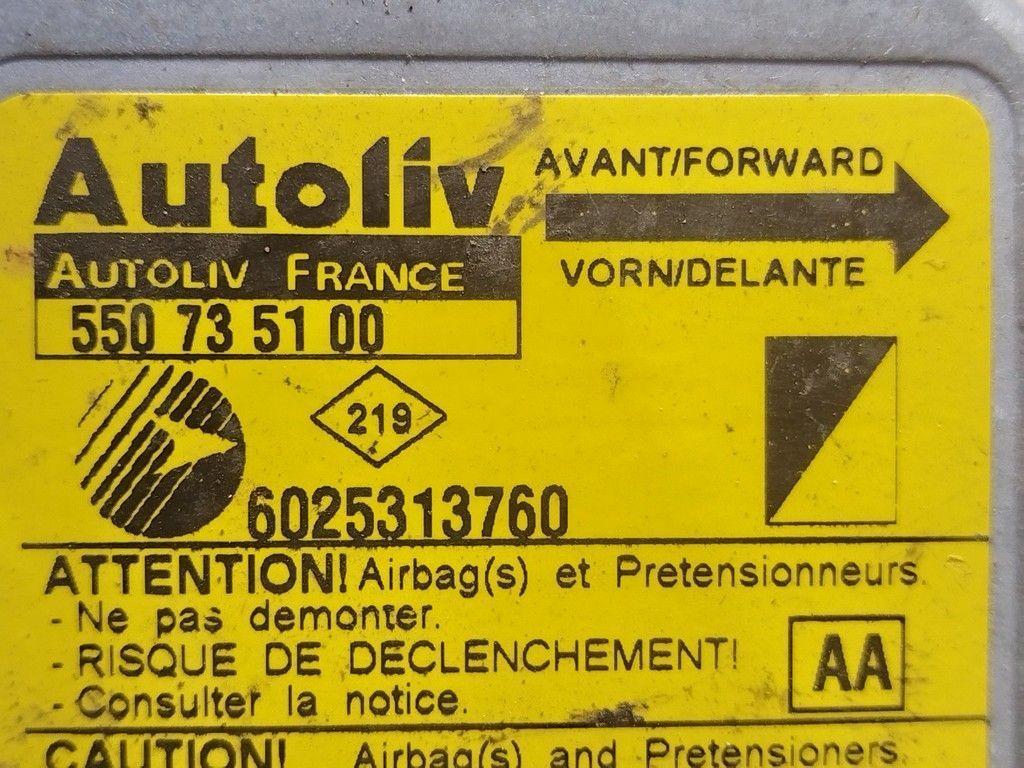 Autoliv
AVANT/FORWARD
AUTOLIV FRANCE
VORN/DELANTE
550 73 51 00
219
6025313760
ATTENTION! Airbag(s) et Pretensionneurs.
- Ne pas demonter.
- RISQUE DE DECLENCHEMENT!
- Consulter la notice.
AA
CAUTION! Airbag(s) and Pretensioners.